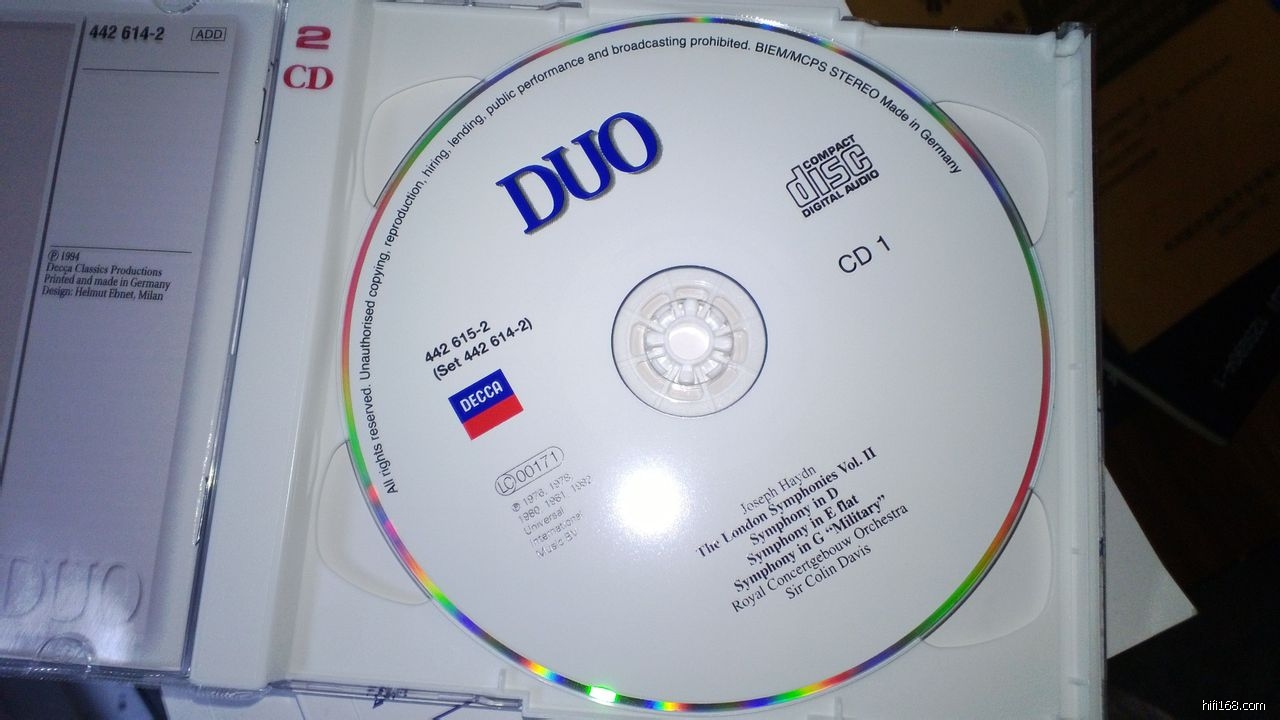 442 614-2 ADD
℗ 1994
Decca Classics Productions
Printed and made in Germany
Design: Helmut Ebnet, Milan
DUO
2
CD
All rights reserved. Unauthorised copying, reproduction, hiring, lending, public performance and broadcasting prohibited. BIEM/MCPS STEREO Made in Germany
DUO
COMPACT
disc
DIGITAL AUDIO
CD 1
442 615-2
(Set 442 614-2)
DECCA
LC 00171
℗ 1976, 1978,
1980, 1981, 1992
Universal
International
Music BV
Joseph Haydn
The London Symphonies Vol. II
Symphony in D
Symphony in E flat
Symphony in G “Military”
Royal Concertgebouw Orchestra
Sir Colin Davis
hifi168.com